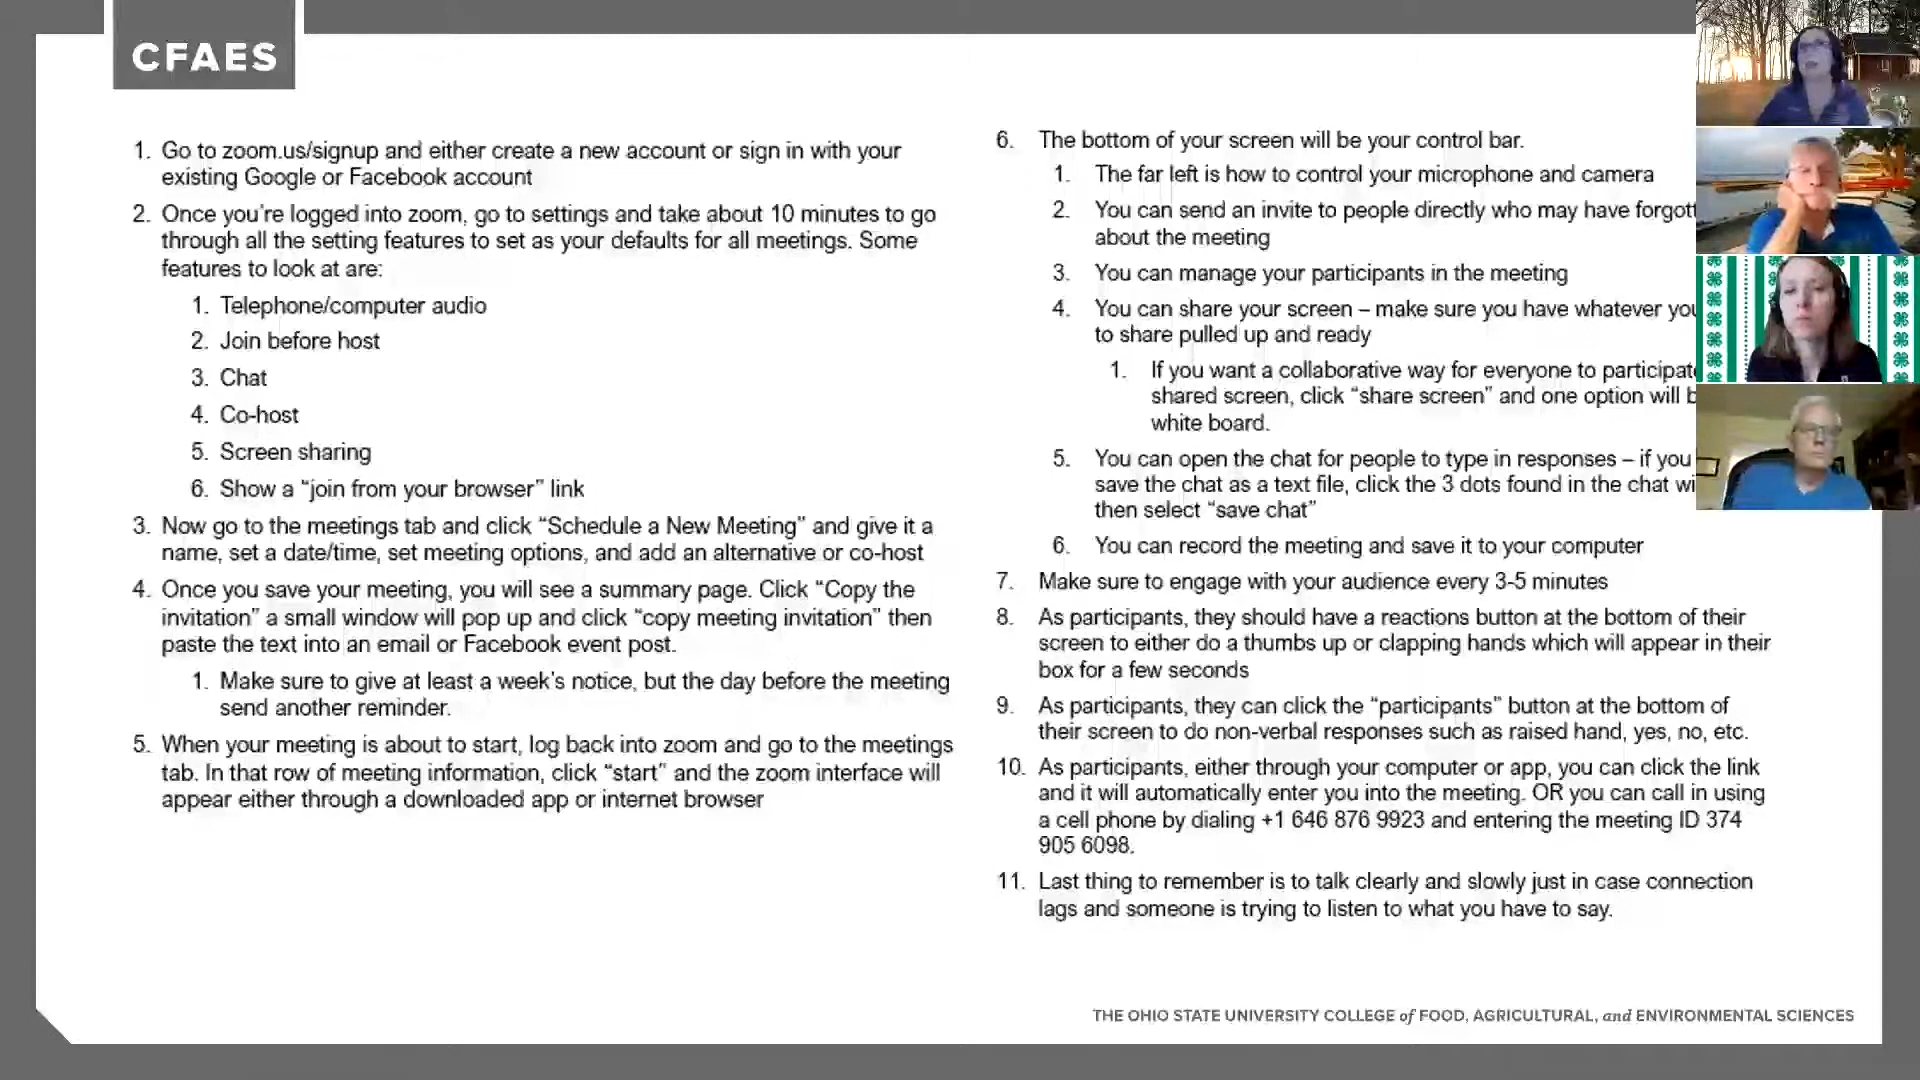 CFAES
1. Go to zoom.us/signup and either create a new account or sign in with your
existing Google or Facebook account
2. Once you're logged into zoom, go to settings and take about 10 minutes to go
through all the setting features to set as your defaults for all meetings. Some
features to look at are:
1. Telephone/computer audio
2. Join before host
3. Chat
4. Co-host
5. Screen sharing
6. Show a “join from your browser” link
3. Now go to the meetings tab and click “Schedule a New Meeting” and give it a
name, set a date/time, set meeting options, and add an alternative or co-host
4. Once you save your meeting, you will see a summary page. Click “Copy the
invitation” a small window will pop up and click “copy meeting invitation” then
paste the text into an email or Facebook event post.
1. Make sure to give at least a week's notice, but the day before the meeting
send another reminder.
5. When your meeting is about to start, log back into zoom and go to the meetings
tab. In that row of meeting information, click “start” and the zoom interface will
appear either through a downloaded app or internet browser
6. The bottom of your screen will be your control bar.
1. The far left is how to control your microphone and camera
2. You can send an invite to people directly who may have
about the meeting
3. You can manage your participants in the meeting
4. You can share your screen – make sure you have whatever
to share pulled up and ready
1. If you want a collaborative way for everyone to
shared screen, click “share screen” and one option will
white board.
5. You can open the chat for people to type in responses – if you
save the chat as a text file, click the 3 dots found in the chat
then select “save chat”
6. You can record the meeting and save it to your computer
7. Make sure to engage with your audience every 3-5 minutes
8. As participants, they should have a reactions button at the bottom of their
screen to either do a thumbs up or clapping hands which will appear in their
box for a few seconds
9. As participants, they can click the “participants” button at the bottom of
their screen to do non-verbal responses such as raised hand, yes, no, etc.
10. As participants, either through your computer or app, you can click the link
and it will automatically enter you into the meeting. OR you can call in using
a cell phone by dialing +1 646 876 9923 and entering the meeting ID 374
905 6098.
11. Last thing to remember is to talk clearly and slowly just in case connection
lags and someone is trying to listen to what you have to say.
THE OHIO STATE UNIVERSITY COLLEGE of FOOD, AGRICULTURAL, and ENVIRONMENTAL SCIENCES